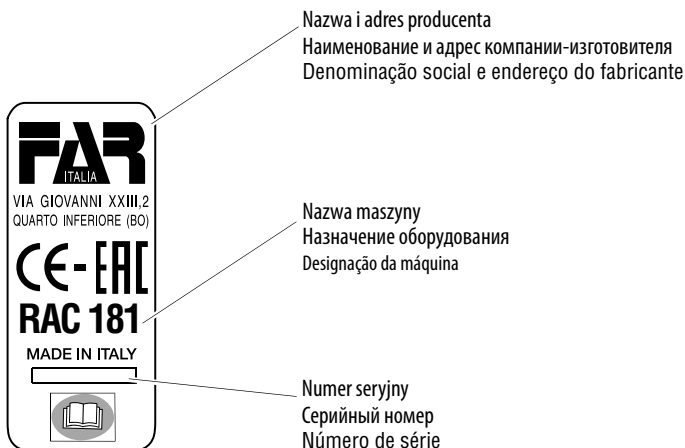 Nazwa i adres producenta
Наименование и адрес компании-изготовителя
Denominação social e endereço do fabricante
FAR
ITALIA
VIA GIOVANNI XXIII,2
QUARTO INFERIORE (BO)
CE-EAC
RAC 181
MADE IN ITALY
Nazwa maszyny
Назначение оборудования
Designação da máquina
Numer seryjny
Серийный номер
Número de série